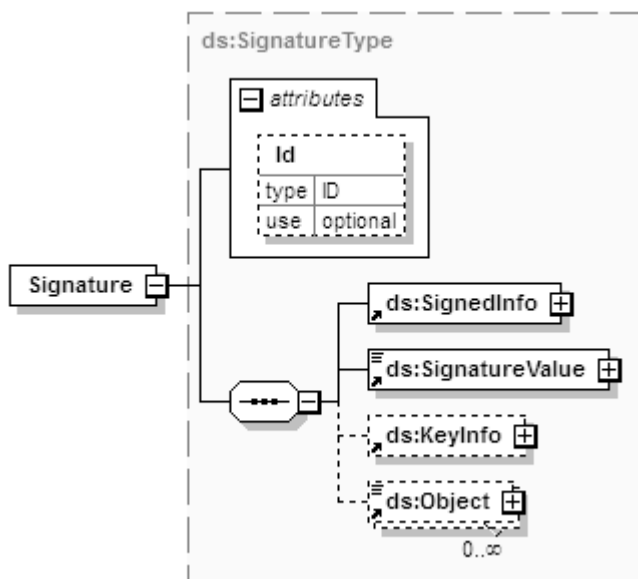 ds:SignatureType
attributes
Id
type ID
use optional
Signature
ds:SignedInfo
ds:SignatureValue
ds:KeyInfo
ds:Object
0..∞